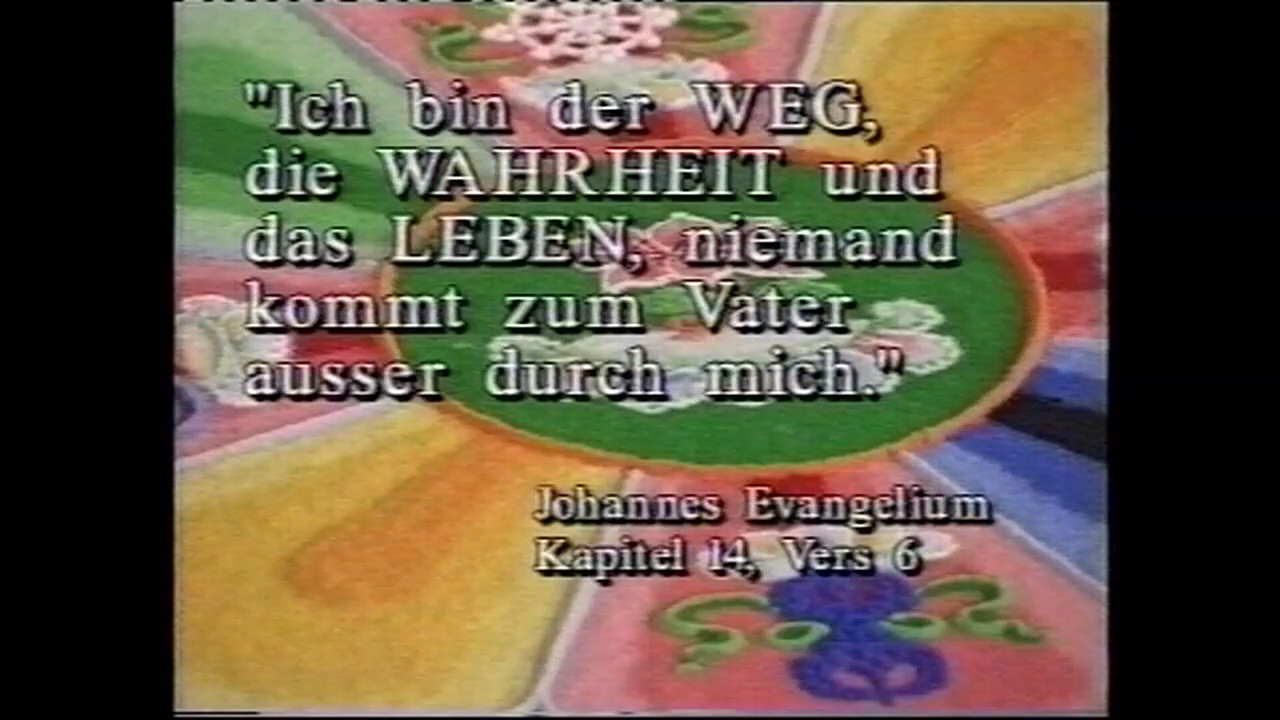 "Ich bin der WEG,
die WAHRHEIT und
das LEBEN, niemand
kommt zum Vater
ausser durch mich."
Johannes Evangelium
Kapitel 14, Vers 6